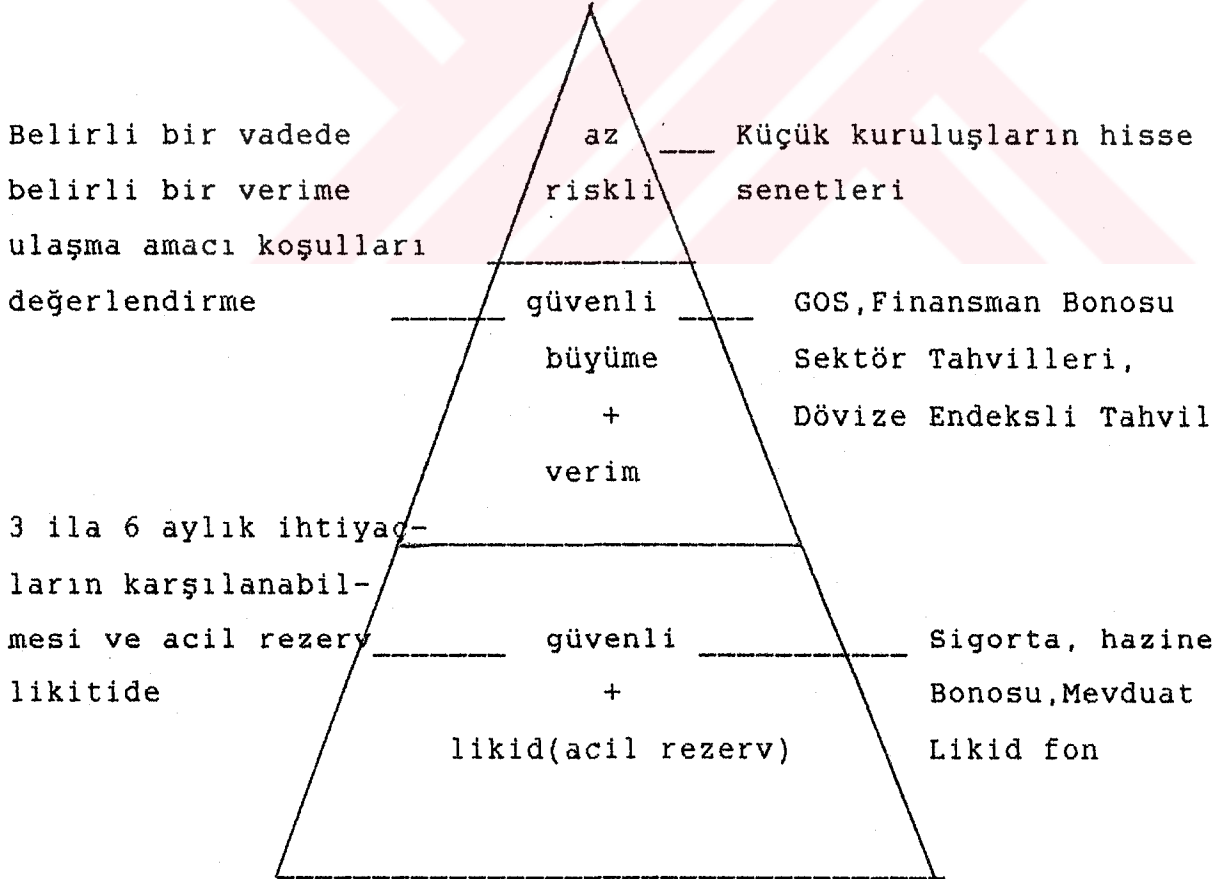 Belirli bir vadede az Küçük kuruluşların hisse
belirli bir verime riskli senetleri
ulaşma amacı koşulları
değerlendirme güvenli GOS,Finansman Bonosu
büyüme Sektör Tahvilleri,
+ Dövize Endeksli Tahvil
verim
3 ila 6 aylık ihtiyaç-
ların karşılanabil-
mesi ve acil rezerv güvenli Sigorta, hazine
likitide + Bonosu,Mevduat
likid(acil rezerv) Likid fon